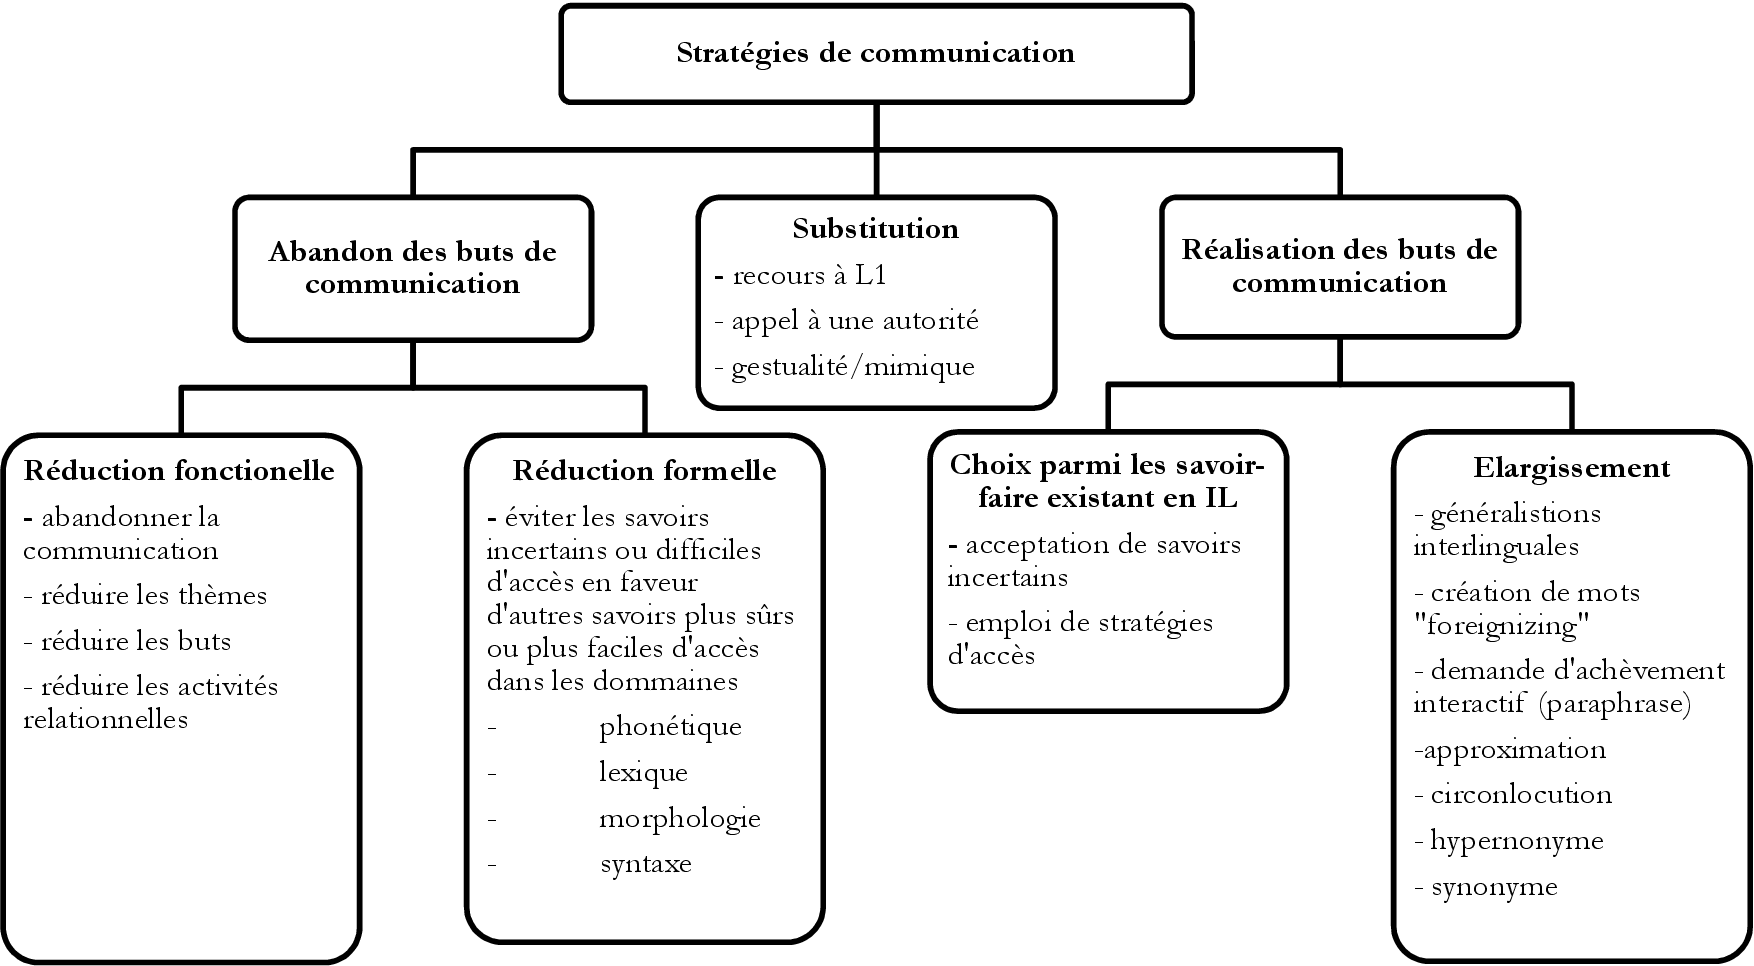 Stratégies de communication
Abandon des buts de
communication
Substitution
- recours à L1
- appel à une autorité
- gestualité/mimique
Réalisation des buts de
communication
Réduction fonctionelle
- abandonner la
communication
- réduire les thèmes
- réduire les buts
- réduire les activités
relationnelles
Réduction formelle
- éviter les savoirs
incertains ou difficiles
d'accès en faveur
d'autres savoirs plus sûrs
ou plus faciles d'accès
dans les dommaines
- phonétique
- lexique
- morphologie
- syntaxe
Choix parmi les savoir-
faire existant en IL
- acceptation de savoirs
incertains
- emploi de stratégies
d'accès
Elargissement
- généralistions
interlinguales
- création de mots
"foreignizing"
- demande d'achèvement
interactif (paraphrase)
-approximation
- circonlocution
- hypernonyme
- synonyme